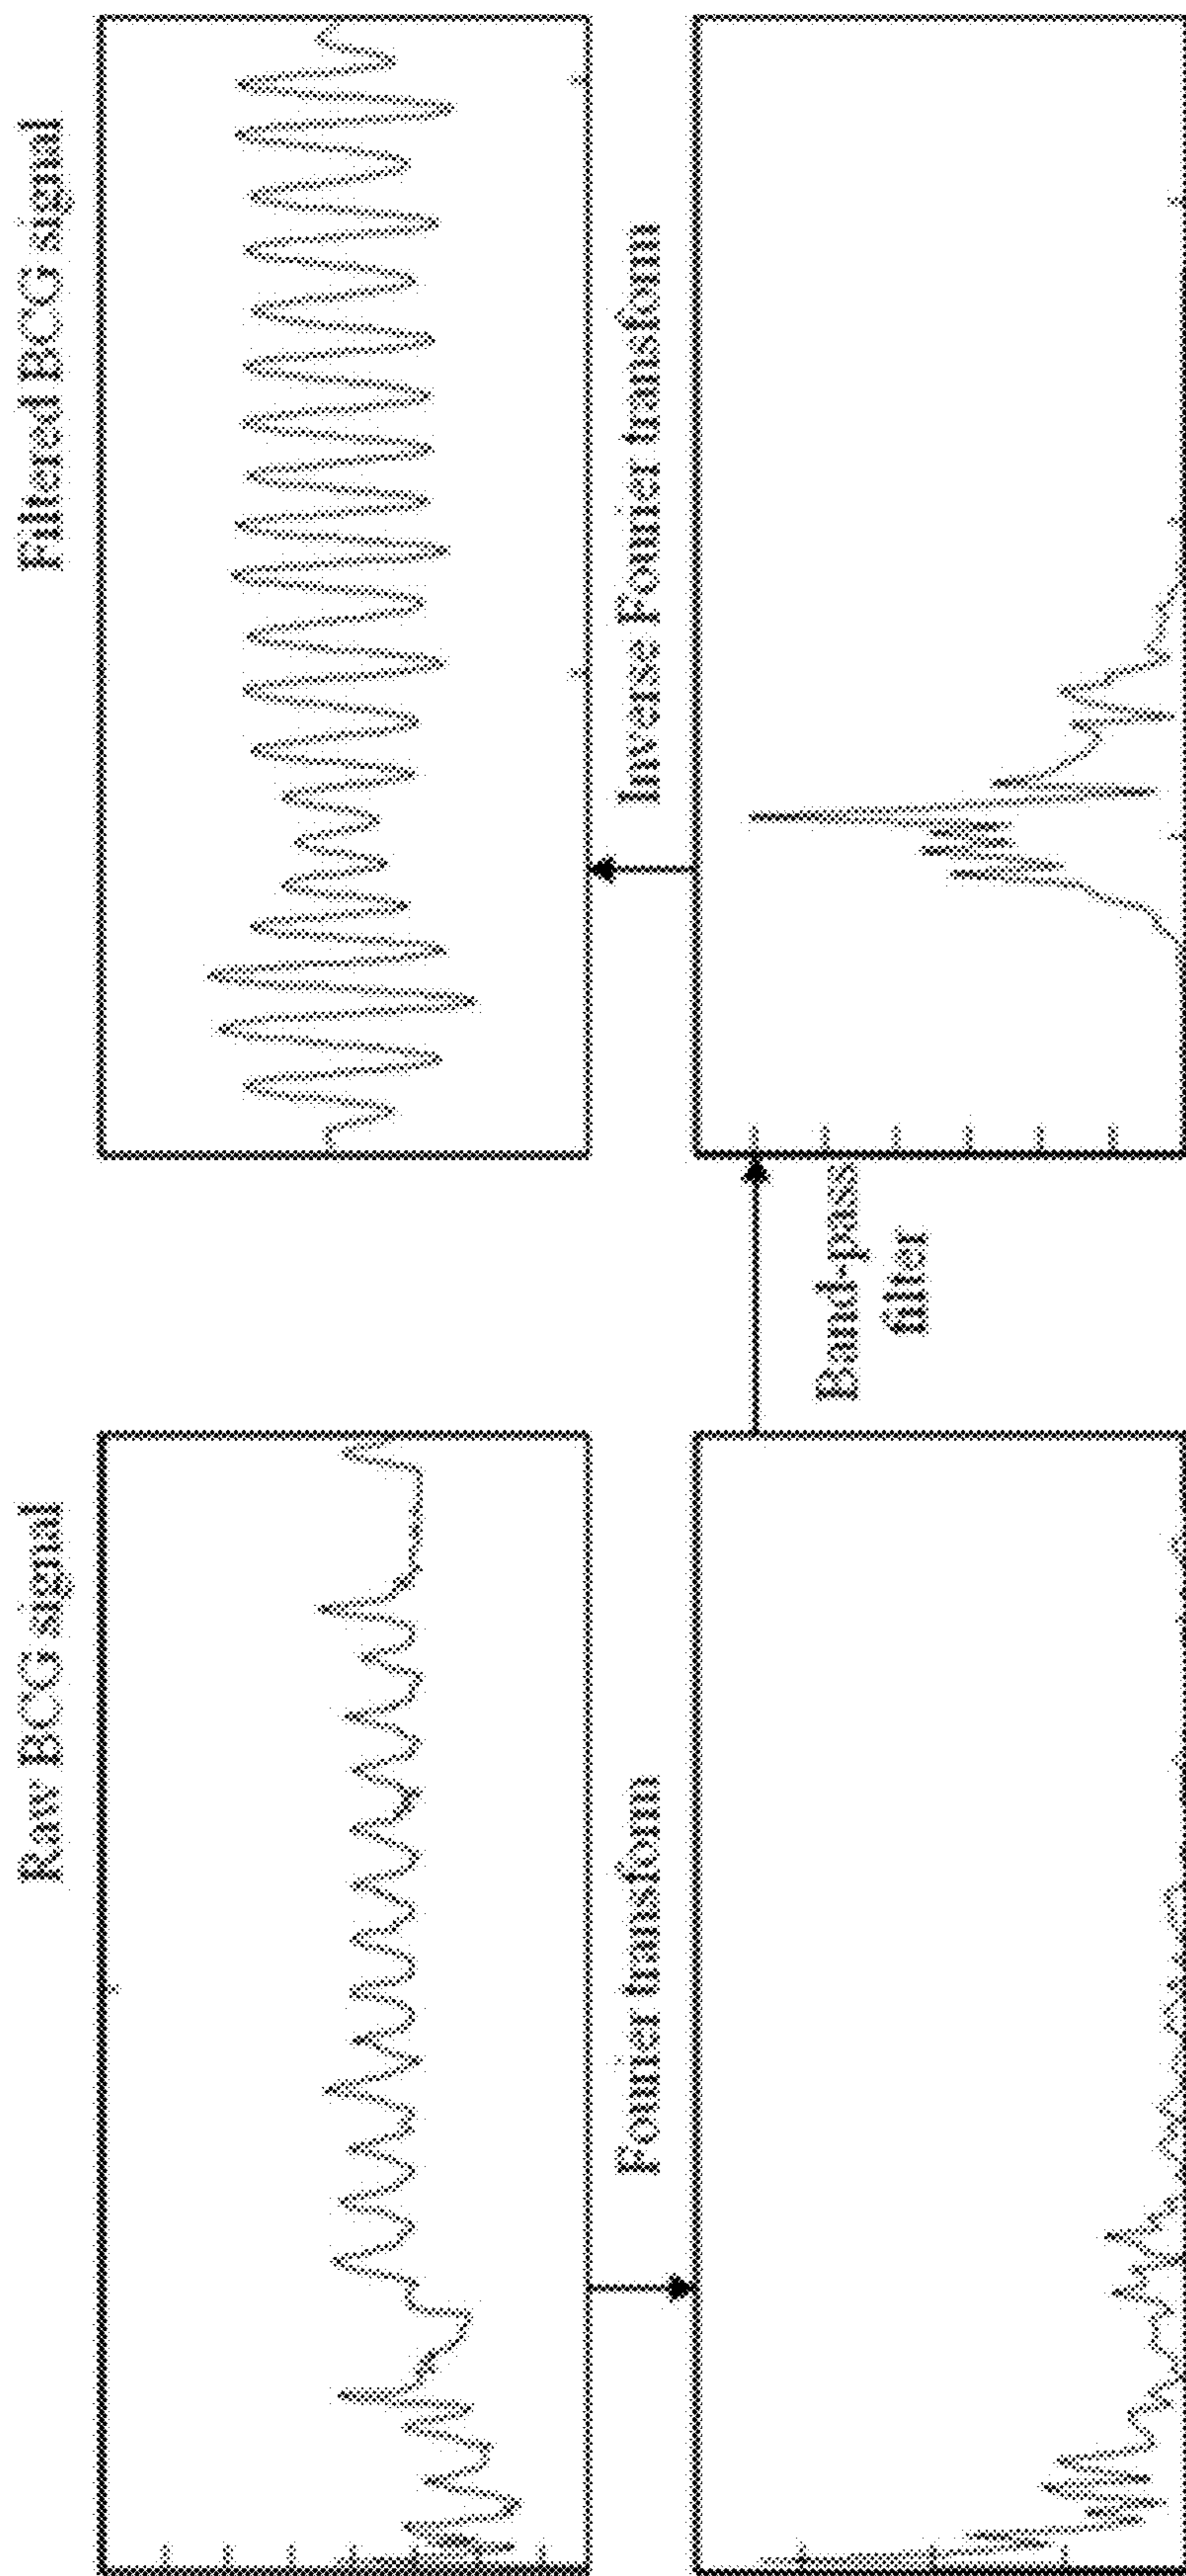 Raw BCG signal
Filtered BCG signal
Fourier transform
Inverse Fourier transform
Band-pass
filter